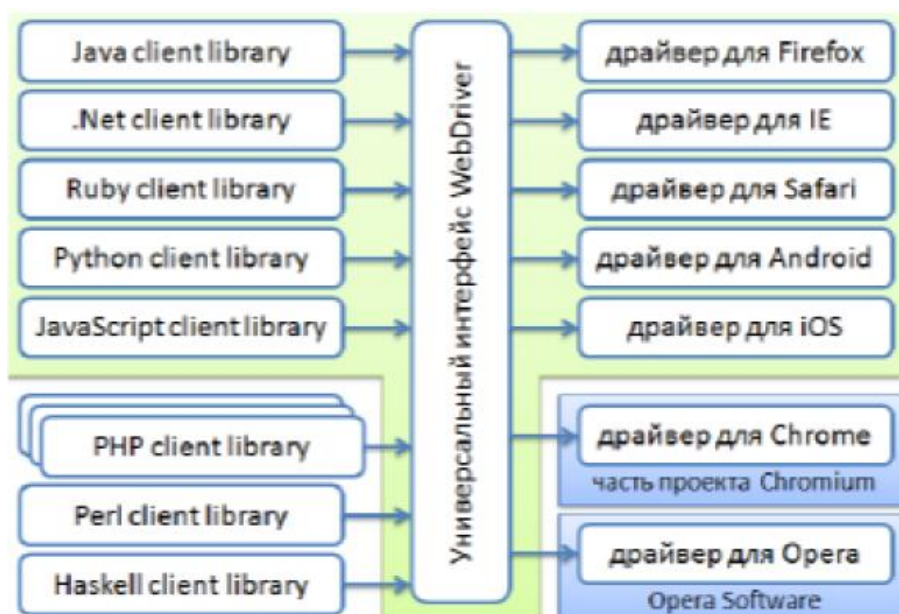 Java client library
.Net client library
Ruby client library
Python client library
JavaScript client library
PHP client library
Perl client library
Haskell client library
Универсальный интерфейс WebDriver
драйвер для Firefox
драйвер для IE
драйвер для Safari
драйвер для Android
драйвер для iOS
драйвер для Chrome
часть проекта Chromium
драйвер для Opera
Opera Software